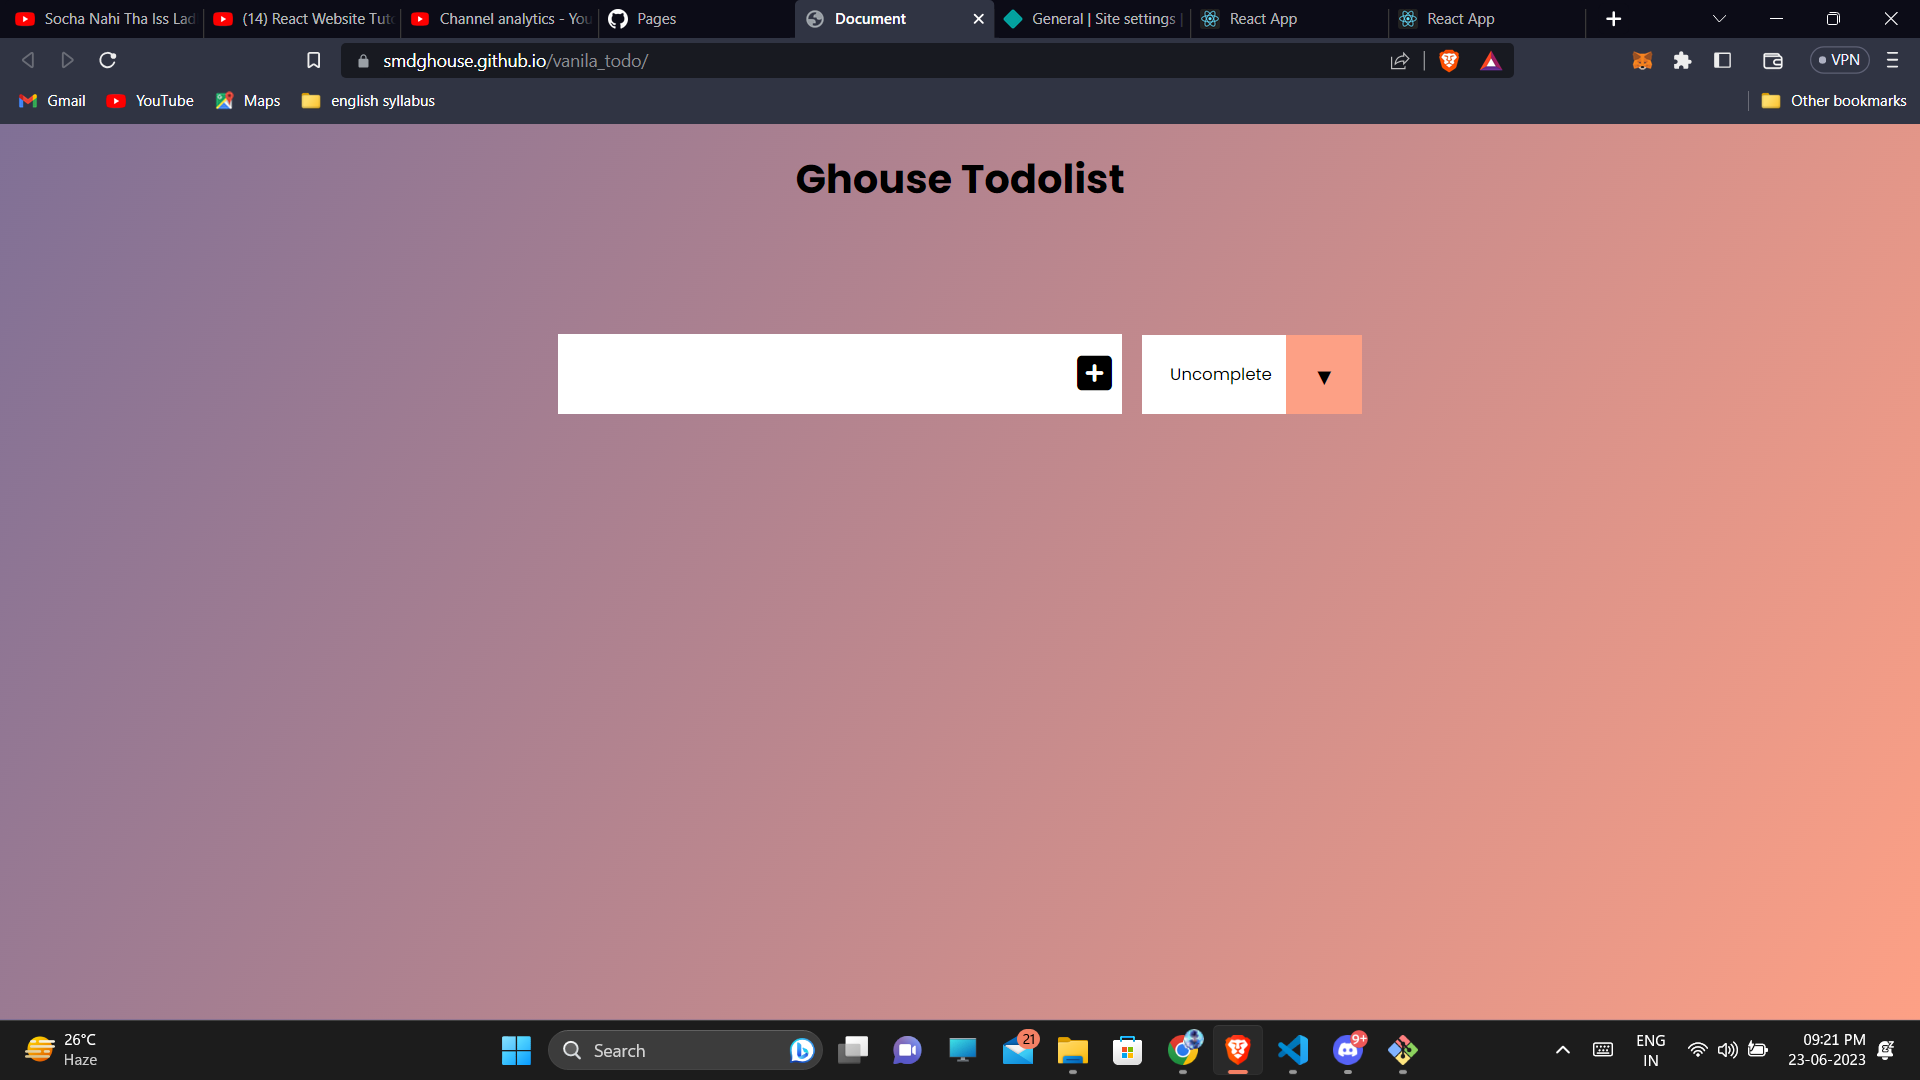 Socha Nahi Tha Iss Lad
(14) React Website Tuto
Channel analytics - You
Pages
Document
General | Site settings |
React App
React App
smdghouse.github.io/vanila_todo/
VPN
Gmail
YouTube
Maps
english syllabus
Other bookmarks
Ghouse Todolist
Uncomplete
26°C
Haze
Search
21
9+
ENG
IN
09:21 PM
23-06-2023